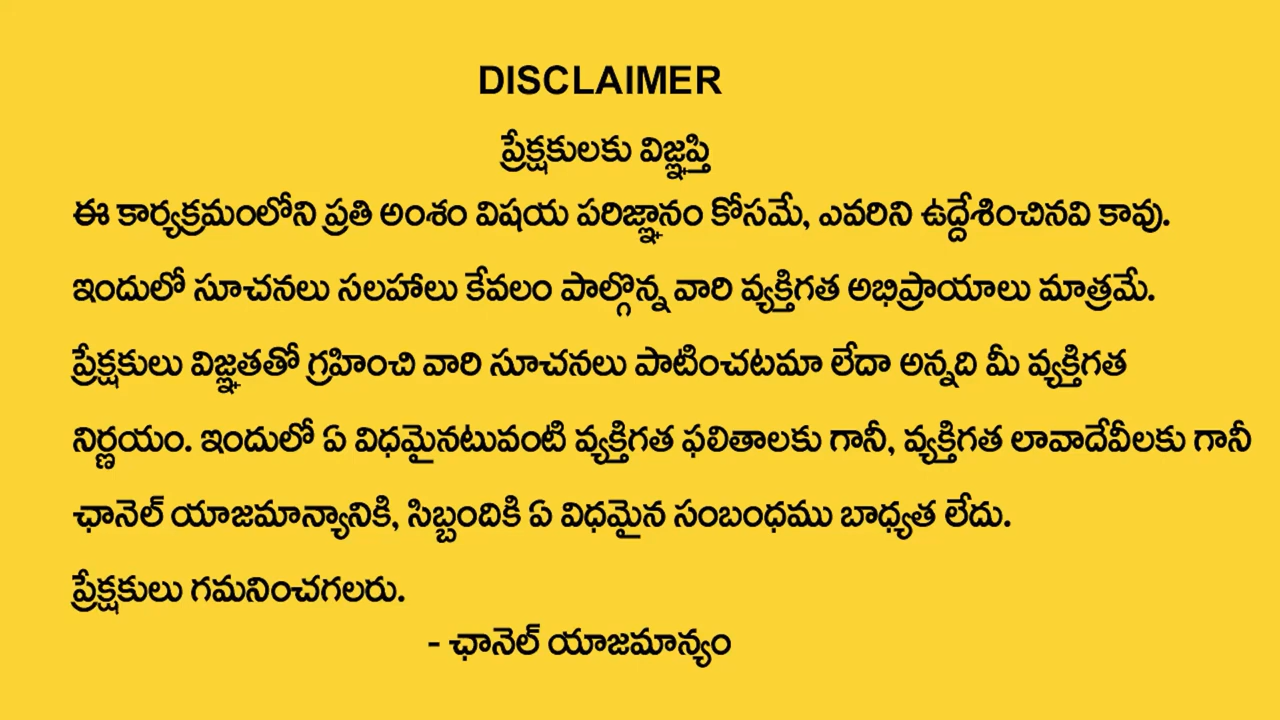 DISCLAIMER
ప్రేక్షకులకు విజ్ఞప్తి
ఈ కార్యక్రమంలోని ప్రతి అంశం విషయ పరిజ్ఞానం కోసమే, ఎవరిని ఉద్దేశించినవి కావు.
ఇందులో సూచనలు సలహాలు కేవలం పాల్గొన్న వారి వ్యక్తిగత అభిప్రాయాలు మాత్రమే.
ప్రేక్షకులు విజ్ఞతతో గ్రహించి వారి సూచనలు పాటించటమా లేదా అన్నది మీ వ్యక్తిగత
నిర్ణయం. ఇందులో ఏ విధమైనటువంటి వ్యక్తిగత ఫలితాలకు గానీ, వ్యక్తిగత లావాదేవీలకు గానీ
ఛానెల్ యాజమాన్యానికి, సిబ్బందికి ఏ విధమైన సంబంధము బాధ్యత లేదు.
ప్రేక్షకులు గమనించగలరు.
- ఛానెల్ యాజమాన్యం